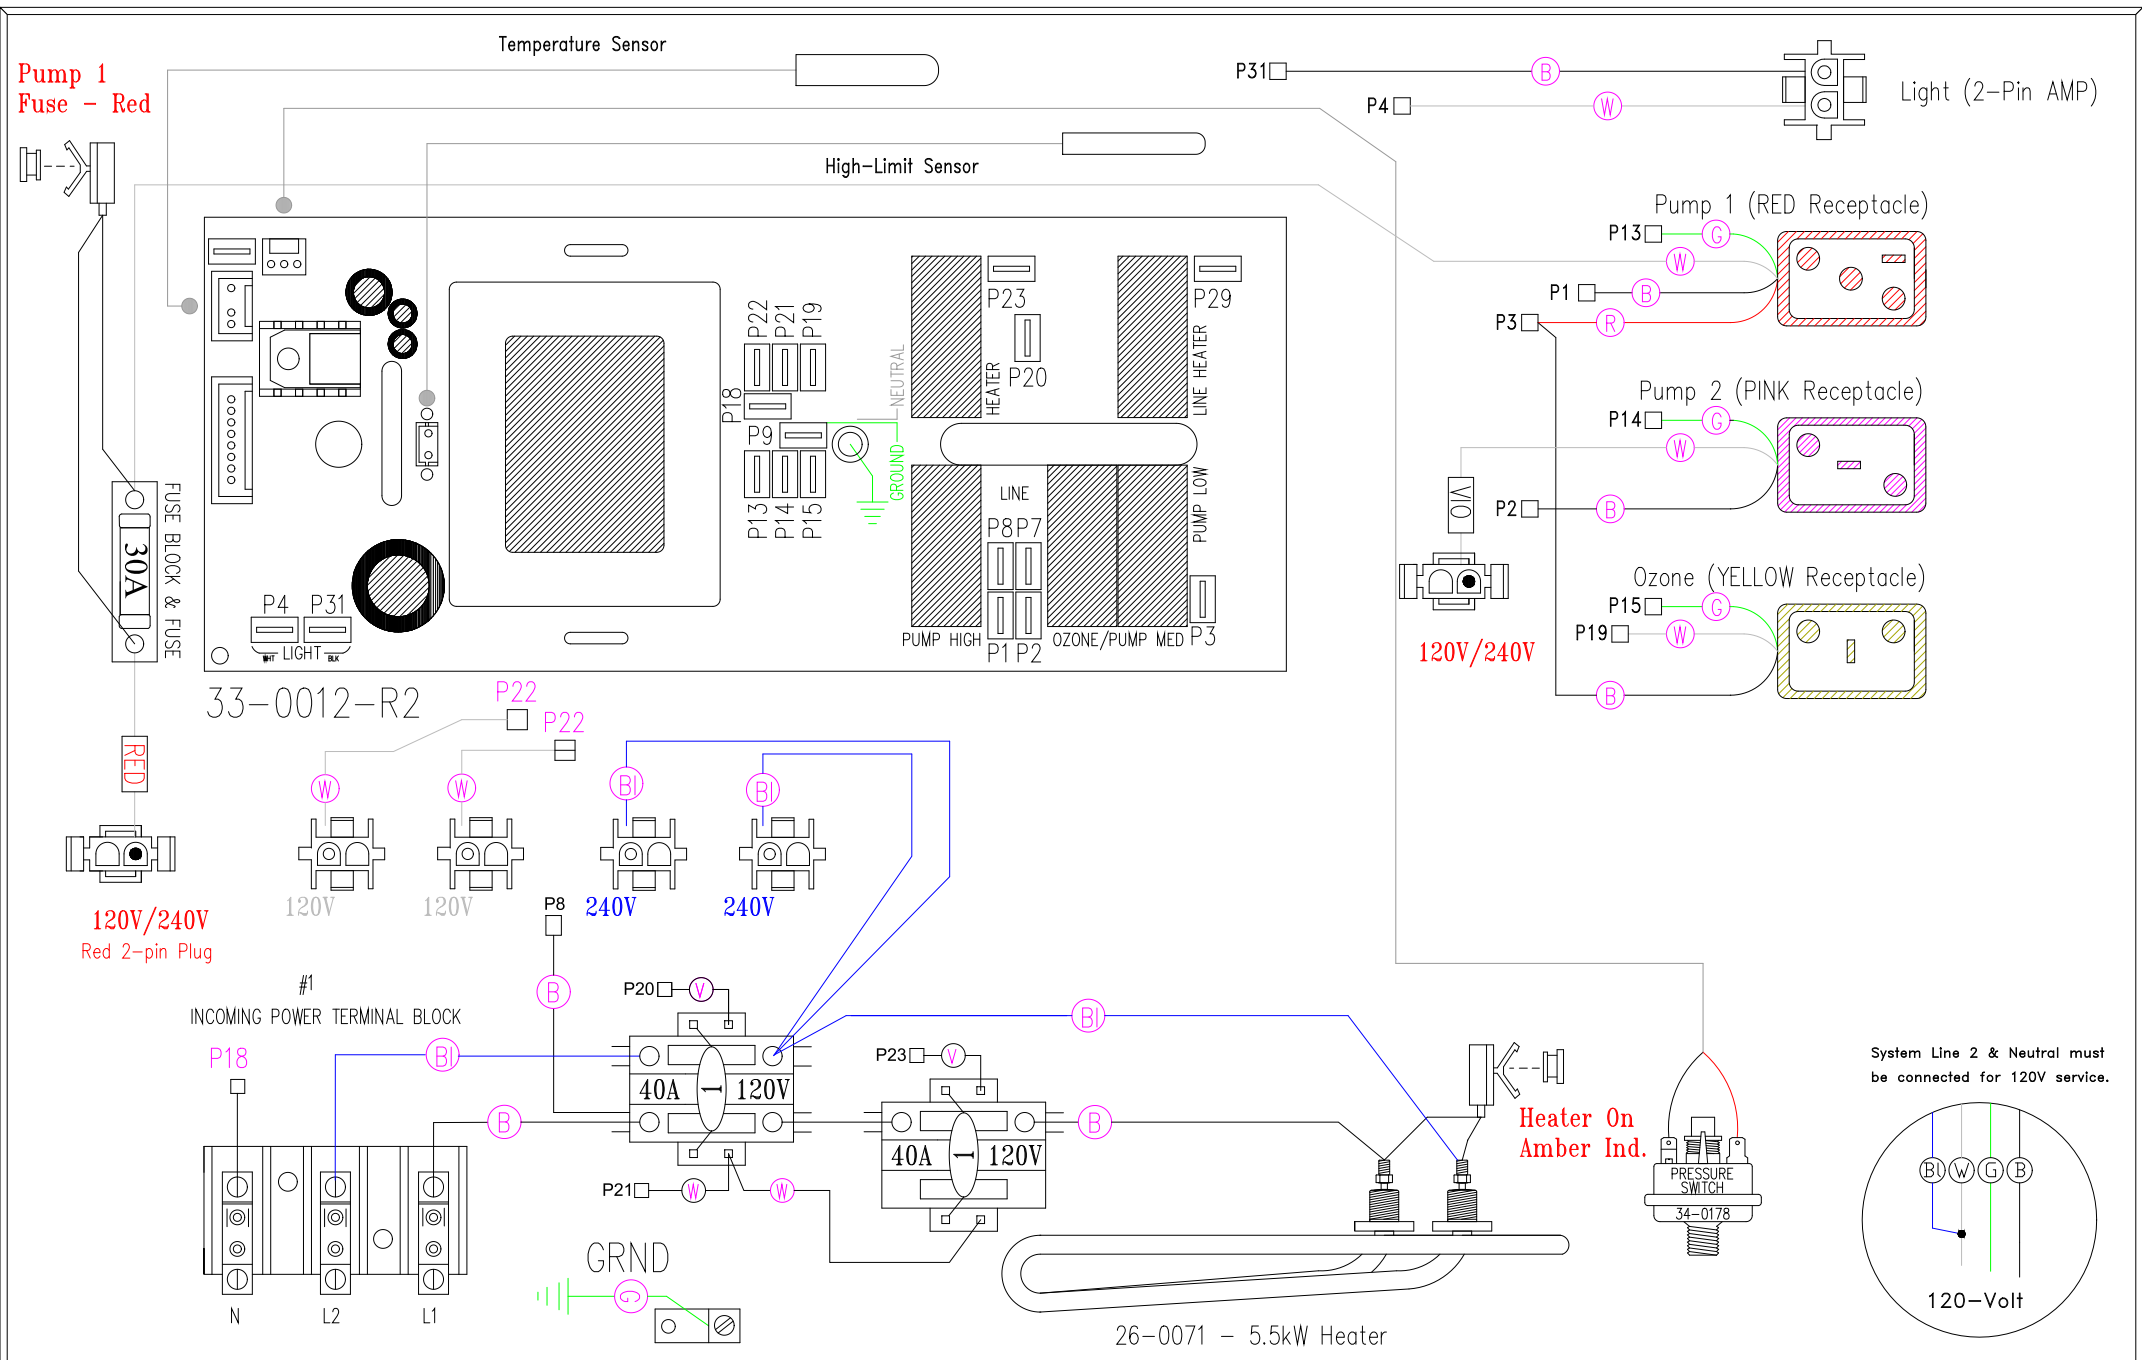 Temperature Sensor
Pump 1
Fuse - Red
P31
B
P4
W
Light (2-Pin AMP)
High-Limit Sensor
Pump 1 (RED Receptacle)
P13
G
W
P1
B
P3
R
Pump 2 (PINK Receptacle)
P14
G
W
VIO
P2
B
120V/240V
Ozone (YELLOW Receptacle)
P15
G
P19
W
B
P22
P21
P19
P18
P9
P13
P14
P15
NEUTRAL
GROUND
P23
P29
HEATER
P20
LINE HEATER
LINE
P8
P7
PUMP LOW
PUMP HIGH
P1
P2
OZONE/PUMP MED
P3
FUSE BLOCK & FUSE
30A
P4
P31
WHT
LIGHT
BLK
33-0012-R2
P22
P22
RED
W
W
Bl
Bl
120V/240V
Red 2-pin Plug
120V
120V
240V
240V
P8
B
#1
INCOMING POWER TERMINAL BLOCK
P18
Bl
B
P20
V
40A
1
120V
P21
W
W
P23
V
40A
1
120V
Bl
B
Heater On
Amber Ind.
PRESSURE
SWITCH
34-0178
System Line 2 & Neutral must
be connected for 120V service.
Bl
W
G
B
120-Volt
N
L2
L1
GRND
G
26-0071 - 5.5kW Heater